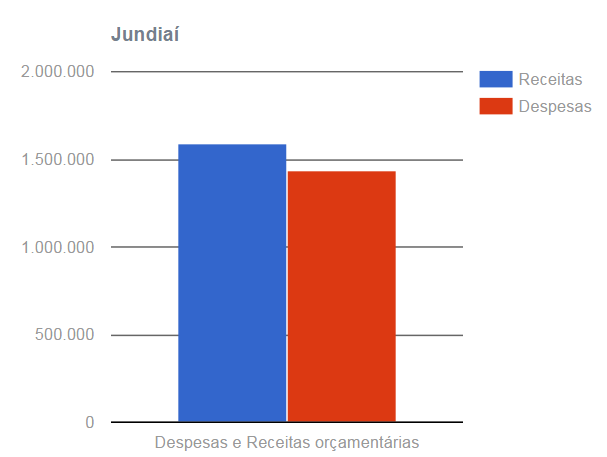 Jundiaí
2.000.000
1.500.000
1.000.000
500.000
0
Despesas e Receitas orçamentárias
Receitas
Despesas